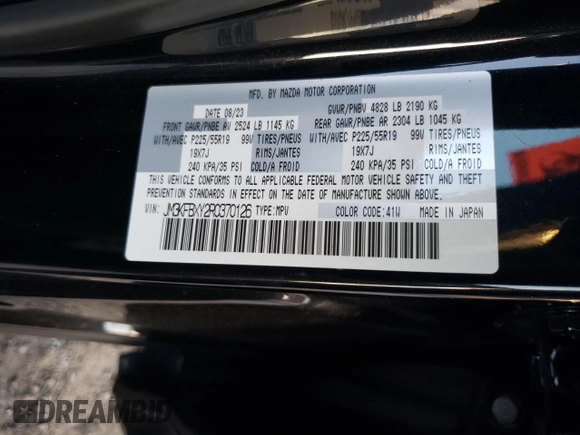 MFD. BY MAZDA MOTOR CORPORATION
DATE 08/23 GVWR/PNBV 4828 LB 2190 KG
FRONT GAWR/PNBE AV 2524 LB 1145 KG REAR GAWR/PNBE AR 2304 LB 1045 KG
WITH/AVEC P225/55R19 99V TIRES/PNEUS WITH/AVEC P225/55R19 99V TIRES/PNEUS
19X7J RIMS/JANTES 19X7J RIMS/JANTES
240 KPA/35 PSI COLD/A FROID 240 KPA/35 PSI COLD/A FROID
THIS VEHICLE CONFORMS TO ALL APPLICABLE FEDERAL MOTOR VEHICLE SAFETY AND THEFT PREVENTION
STANDARDS IN EFFECT ON THE DATE OF MANUFACTURE SHOWN ABOVE.
VIN: JM3KFBXY2R0370126 TYPE:MPV COLOR CODE:41W
DREAMBID